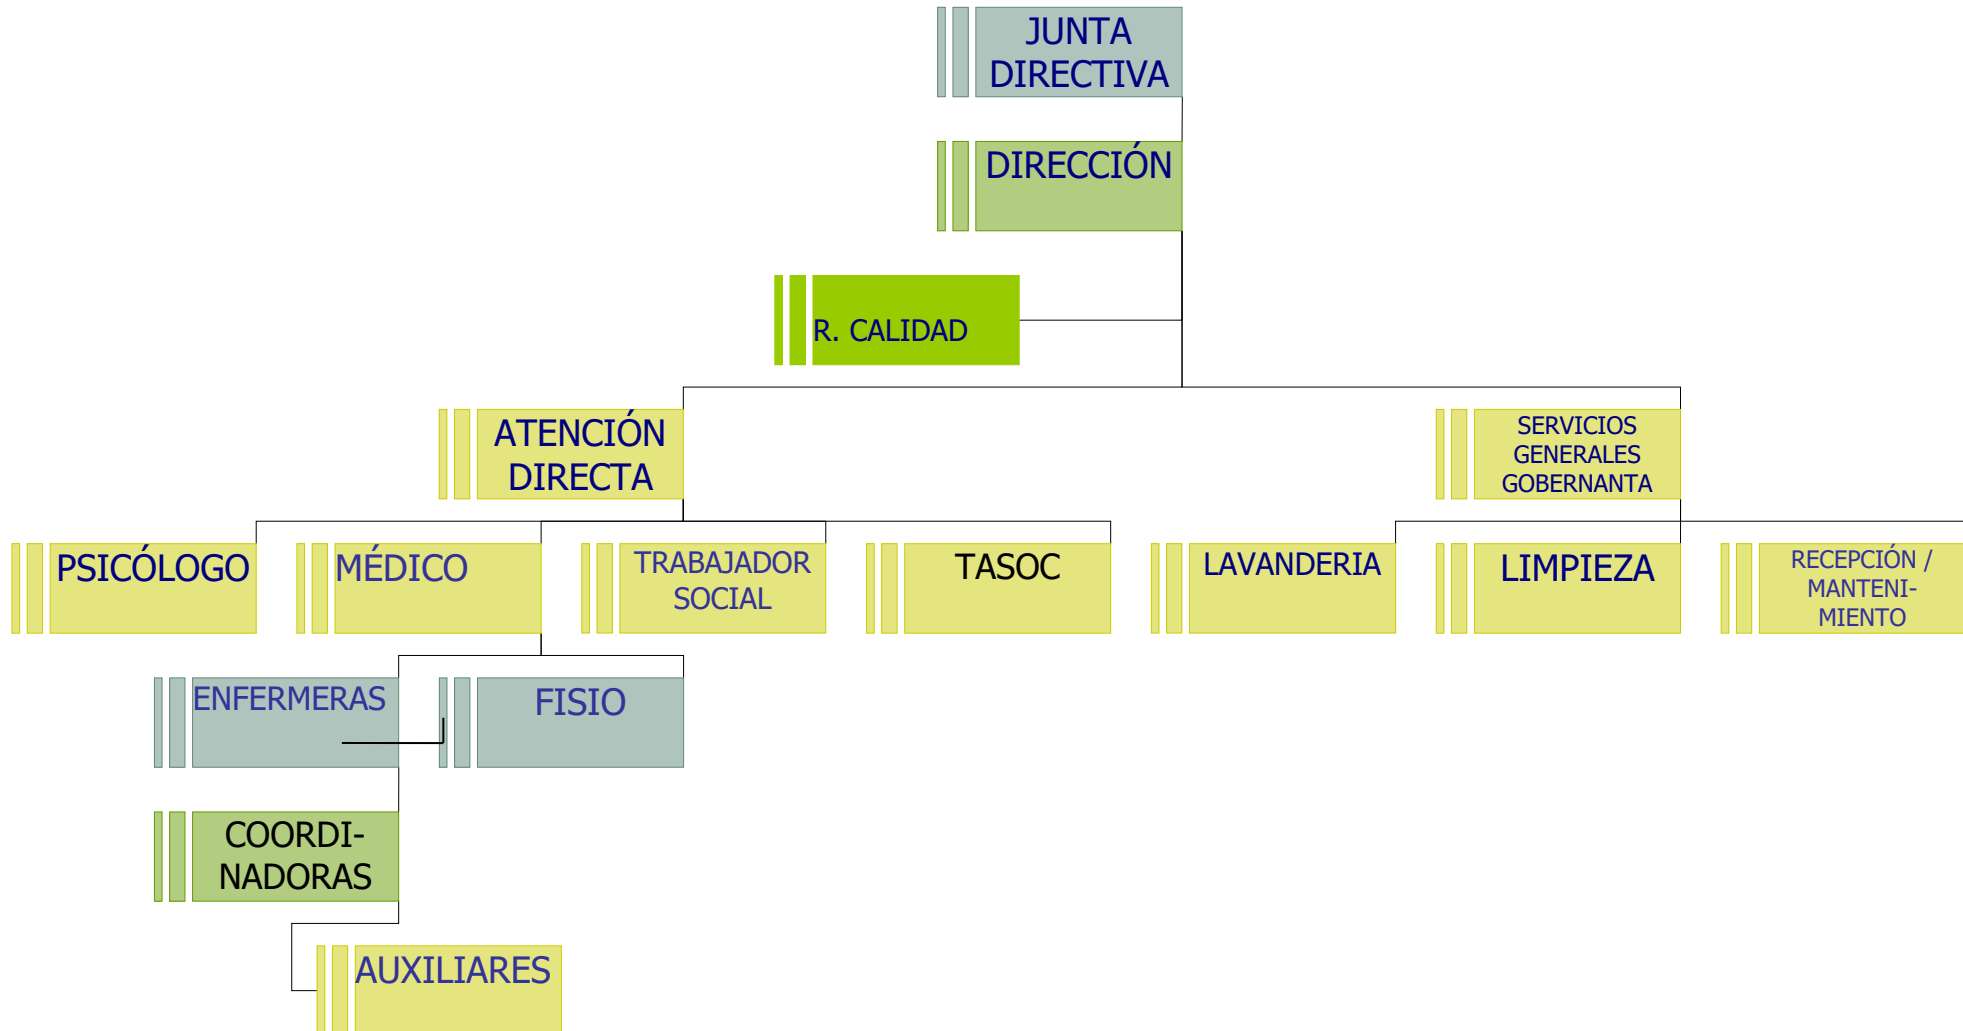 JUNTA
DIRECTIVA
DIRECCIÓN
R. CALIDAD
ATENCIÓN
DIRECTA
SERVICIOS
GENERALES
GOBERNANTA
PSICÓLOGO
MÉDICO
TRABAJADOR
SOCIAL
TASOC
LAVANDERIA
LIMPIEZA
RECEPCIÓN /
MANTENI-
MIENTO
ENFERMERAS
FISIO
COORDI-
NADORAS
AUXILIARES